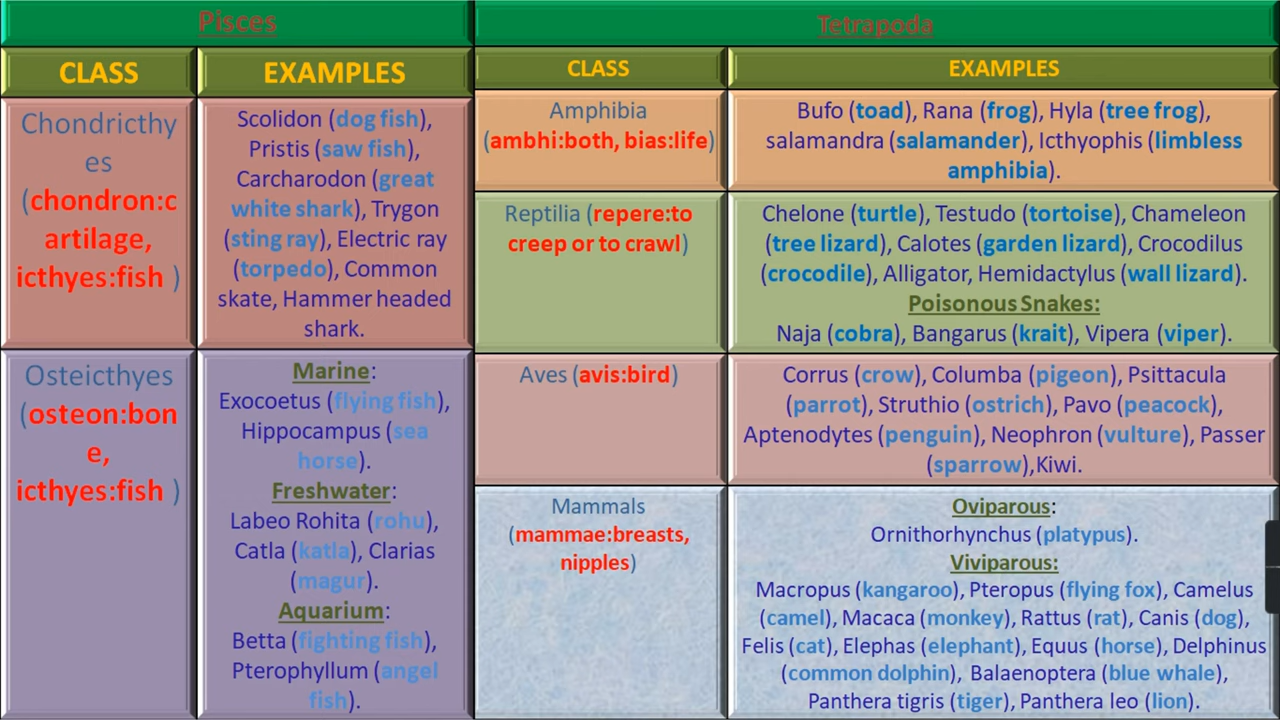 Pisces
CLASS
EXAMPLES
Chondricthy
es
(chondron:c
artilage,
icthyes:fish )
Scolidon (dog fish),
Pristis (saw fish),
Carcharodon (great
white shark), Trygon
(sting ray), Electric ray
(torpedo), Common
skate, Hammer headed
shark.
Osteicthyes
(osteon:bon
e,
icthyes:fish )
Marine:
Exocoetus (flying fish),
Hippocampus (sea
horse).
Freshwater:
Labeo Rohita (rohu),
Catla (katla), Clarias
(magur).
Aquarium:
Betta (fighting fish),
Pterophyllum (angel
fish).
Tetrapoda
CLASS
EXAMPLES
Amphibia
(ambhi:both, bias:life)
Bufo (toad), Rana (frog), Hyla (tree frog),
salamandra (salamander), Icthyophis (limbless
amphibia).
Reptilia (repere:to
creep or to crawl)
Chelone (turtle), Testudo (tortoise), Chameleon
(tree lizard), Calotes (garden lizard), Crocodilus
(crocodile), Alligator, Hemidactylus (wall lizard).
Poisonous Snakes:
Naja (cobra), Bangarus (krait), Vipera (viper).
Aves (avis:bird)
Corrus (crow), Columba (pigeon), Psittacula
(parrot), Struthio (ostrich), Pavo (peacock),
Aptenodytes (penguin), Neophron (vulture), Passer
(sparrow),Kiwi.
Mammals
(mammae:breasts,
nipples)
Oviparous:
Ornithorhynchus (platypus).
Viviparous:
Macropus (kangaroo), Pteropus (flying fox), Camelus
(camel), Macaca (monkey), Rattus (rat), Canis (dog),
Felis (cat), Elephas (elephant), Equus (horse), Delphinus
(common dolphin), Balaenoptera (blue whale),
Panthera tigris (tiger), Panthera leo (lion).